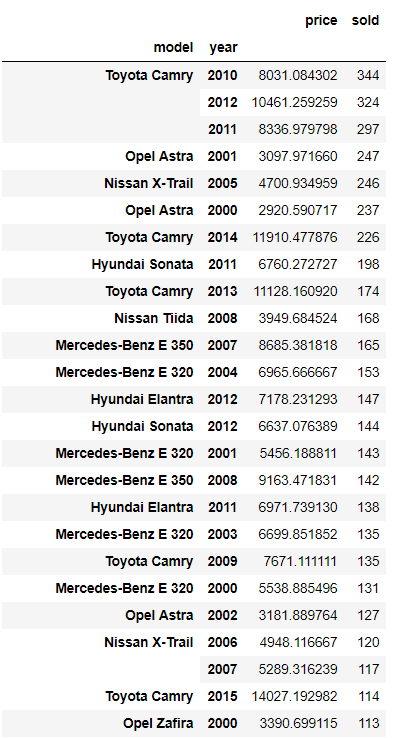 price sold
model year
Toyota Camry 2010 8031.084302 344
2012 10461.259259 324
2011 8336.979798 297
Opel Astra 2001 3097.971660 247
Nissan X-Trail 2005 4700.934959 246
Opel Astra 2000 2920.590717 237
Toyota Camry 2014 11910.477876 226
Hyundai Sonata 2011 6760.272727 198
Toyota Camry 2013 11128.160920 174
Nissan Tiida 2008 3949.684524 168
Mercedes-Benz E 350 2007 8685.381818 165
Mercedes-Benz E 320 2004 6965.666667 153
Hyundai Elantra 2012 7178.231293 147
Hyundai Sonata 2012 6637.076389 144
Mercedes-Benz E 320 2001 5456.188811 143
Mercedes-Benz E 350 2008 9163.471831 142
Hyundai Elantra 2011 6971.739130 138
Mercedes-Benz E 320 2003 6699.851852 135
Toyota Camry 2009 7671.111111 135
Mercedes-Benz E 320 2000 5538.885496 131
Opel Astra 2002 3181.889764 127
Nissan X-Trail 2006 4948.116667 120
2007 5289.316239 117
Toyota Camry 2015 14027.192982 114
Opel Zafira 2000 3390.699115 113